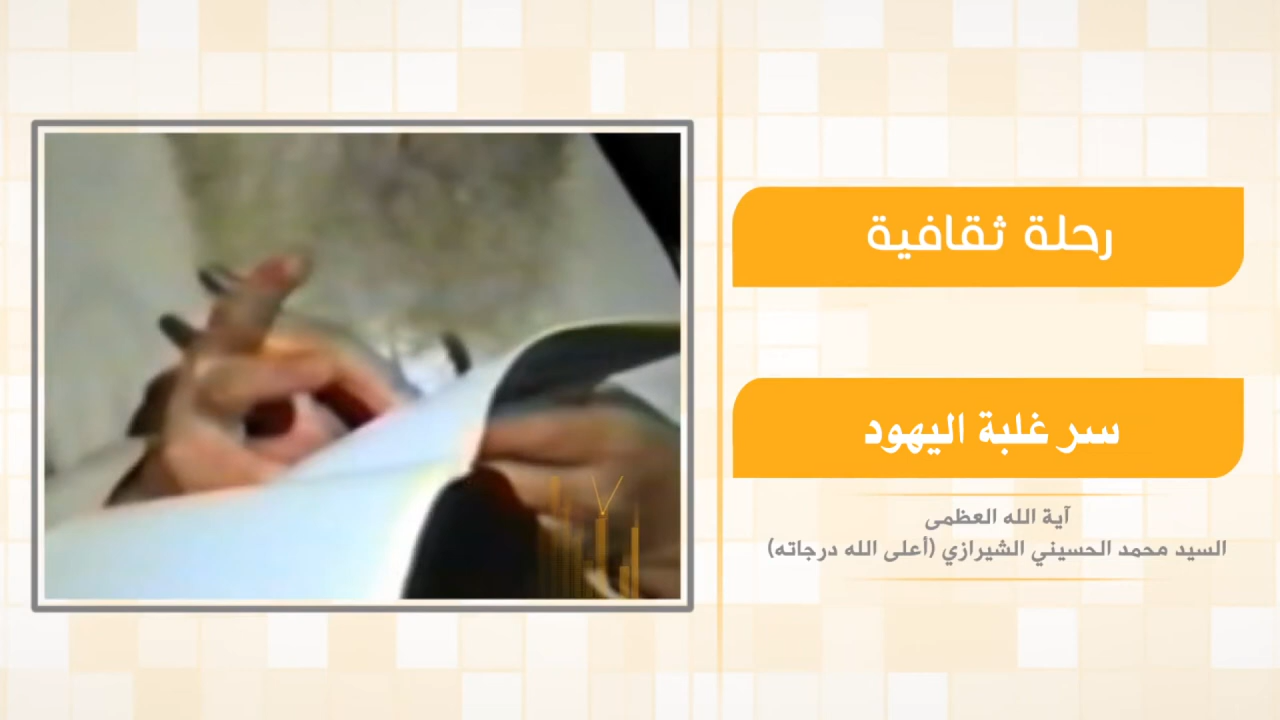 رحلة ثقافية
سر غلبة اليهود
آية الله العظمى
السيد محمد الحسيني الشيرازي (أعلى الله درجاته)